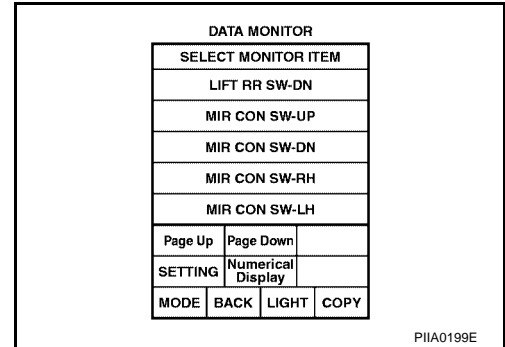 DATA MONITOR
SELECT MONITOR ITEM
LIFT RR SW-DN
MIR CON SW-UP
MIR CON SW-DN
MIR CON SW-RH
MIR CON SW-LH
Page Up Page Down
SETTING Numerical Display
MODE BACK LIGHT COPY
PIIA0199E